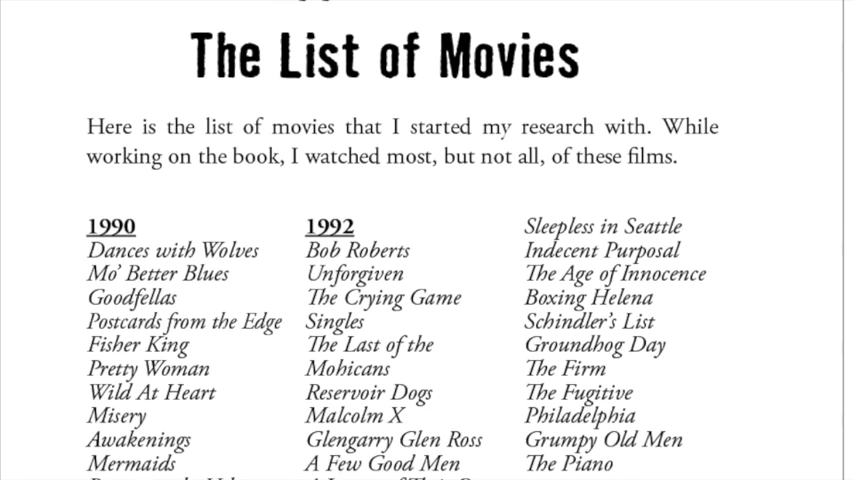 The List of Movies
Here is the list of movies that I started my research with. While
working on the book, I watched most, but not all, of these films.
1990
Dances with Wolves
Mo' Better Blues
Goodfellas
Postcards from the Edge
Fisher King
Pretty Woman
Wild At Heart
Misery
Awakenings
Mermaids
1992
Bob Roberts
Unforgiven
The Crying Game
Singles
The Last of the
Mohicans
Reservoir Dogs
Malcolm X
Glengarry Glen Ross
A Few Good Men
Sleepless in Seattle
Indecent Purposal
The Age of Innocence
Boxing Helena
Schindler's List
Groundhog Day
The Firm
The Fugitive
Philadelphia
Grumpy Old Men
The Piano